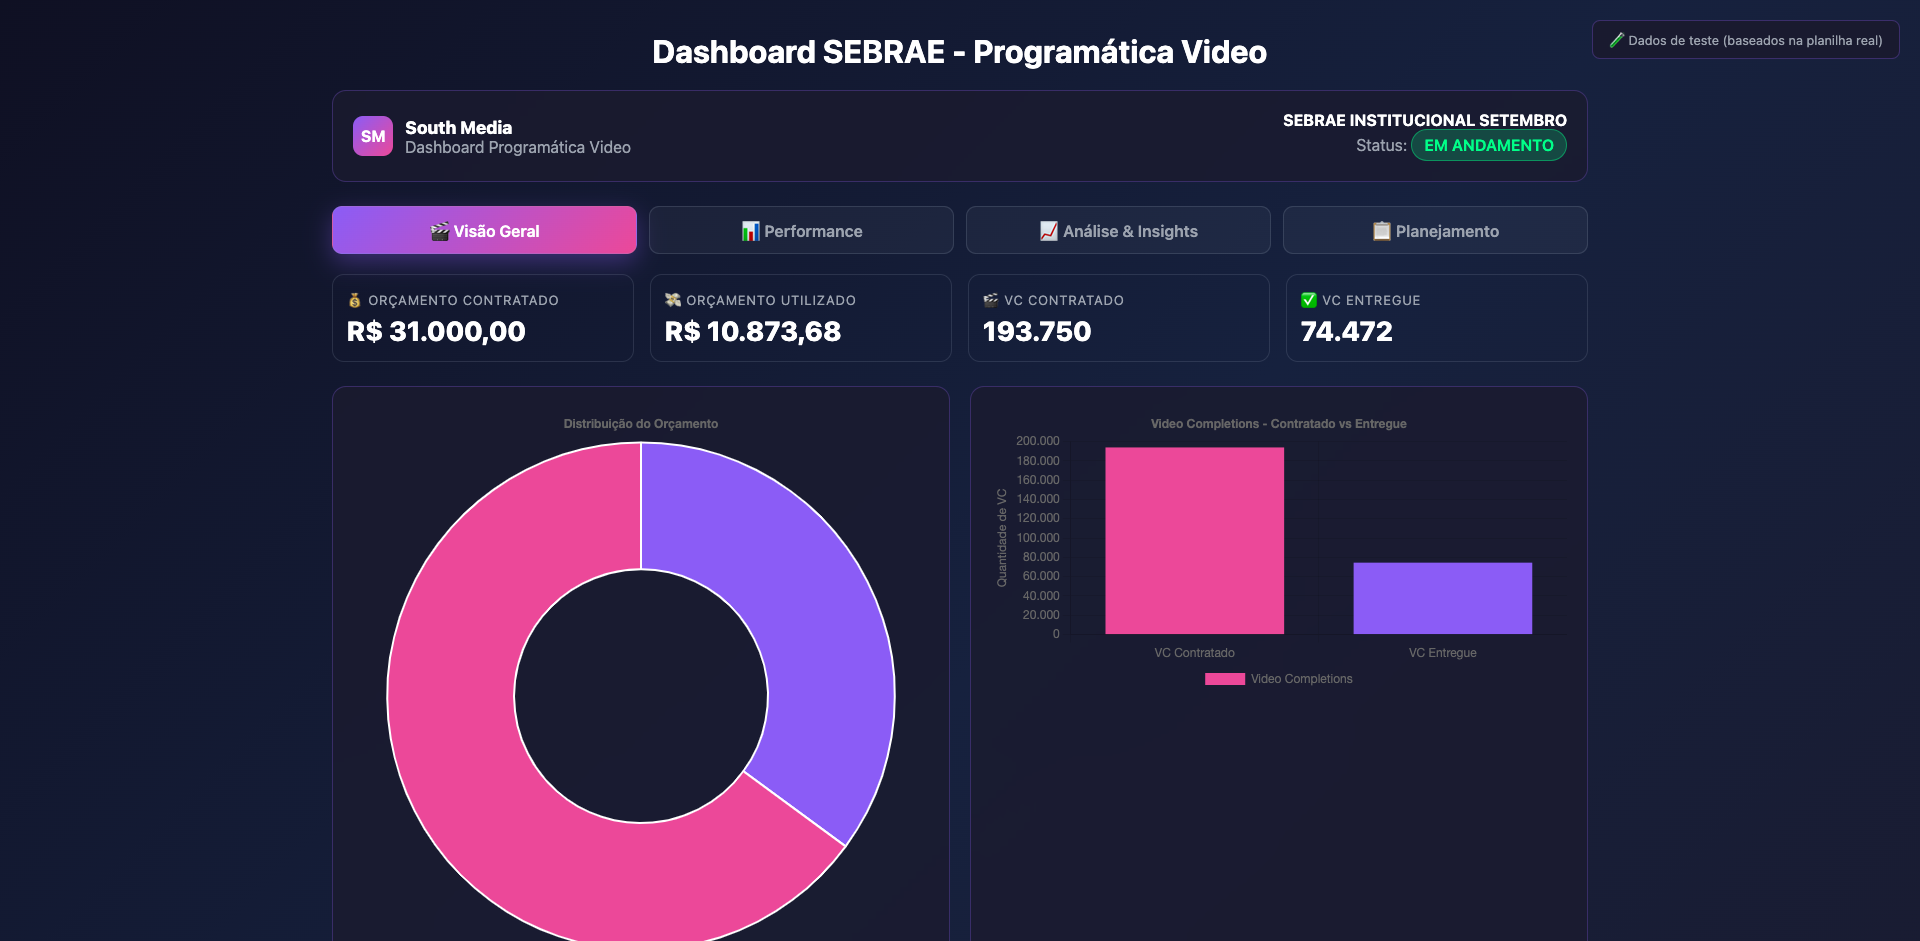 Dashboard SEBRAE - Programática Video
🧪 Dados de teste (baseados na planilha real)
SM
South Media
Dashboard Programática Video
SEBRAE INSTITUCIONAL SETEMBRO
Status: EM ANDAMENTO
🎬 Visão Geral
📊 Performance
📈 Análise & Insights
📋 Planejamento
💰 ORÇAMENTO CONTRATADO
R$ 31.000,00
💸 ORÇAMENTO UTILIZADO
R$ 10.873,68
🎬 VC CONTRATADO
193.750
✅ VC ENTREGUE
74.472
Distribuição do Orçamento
Video Completions - Contratado vs Entregue
Quantidade de VC
200.000
180.000
160.000
140.000
120.000
100.000
80.000
60.000
40.000
20.000
0
VC Contratado
VC Entregue
Video Completions